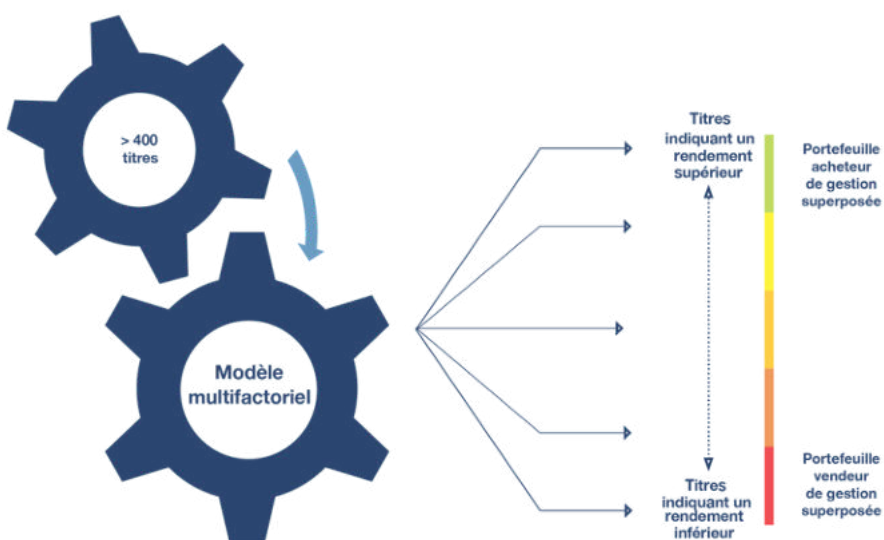 > 400
titres
Modèle
multifactoriel
Titres
indiquant un
rendement
supérieur
Portefeuille
acheteur
de gestion
superposée
Titres
indiquant un
rendement
inférieur
Portefeuille
vendeur
de gestion
superposée